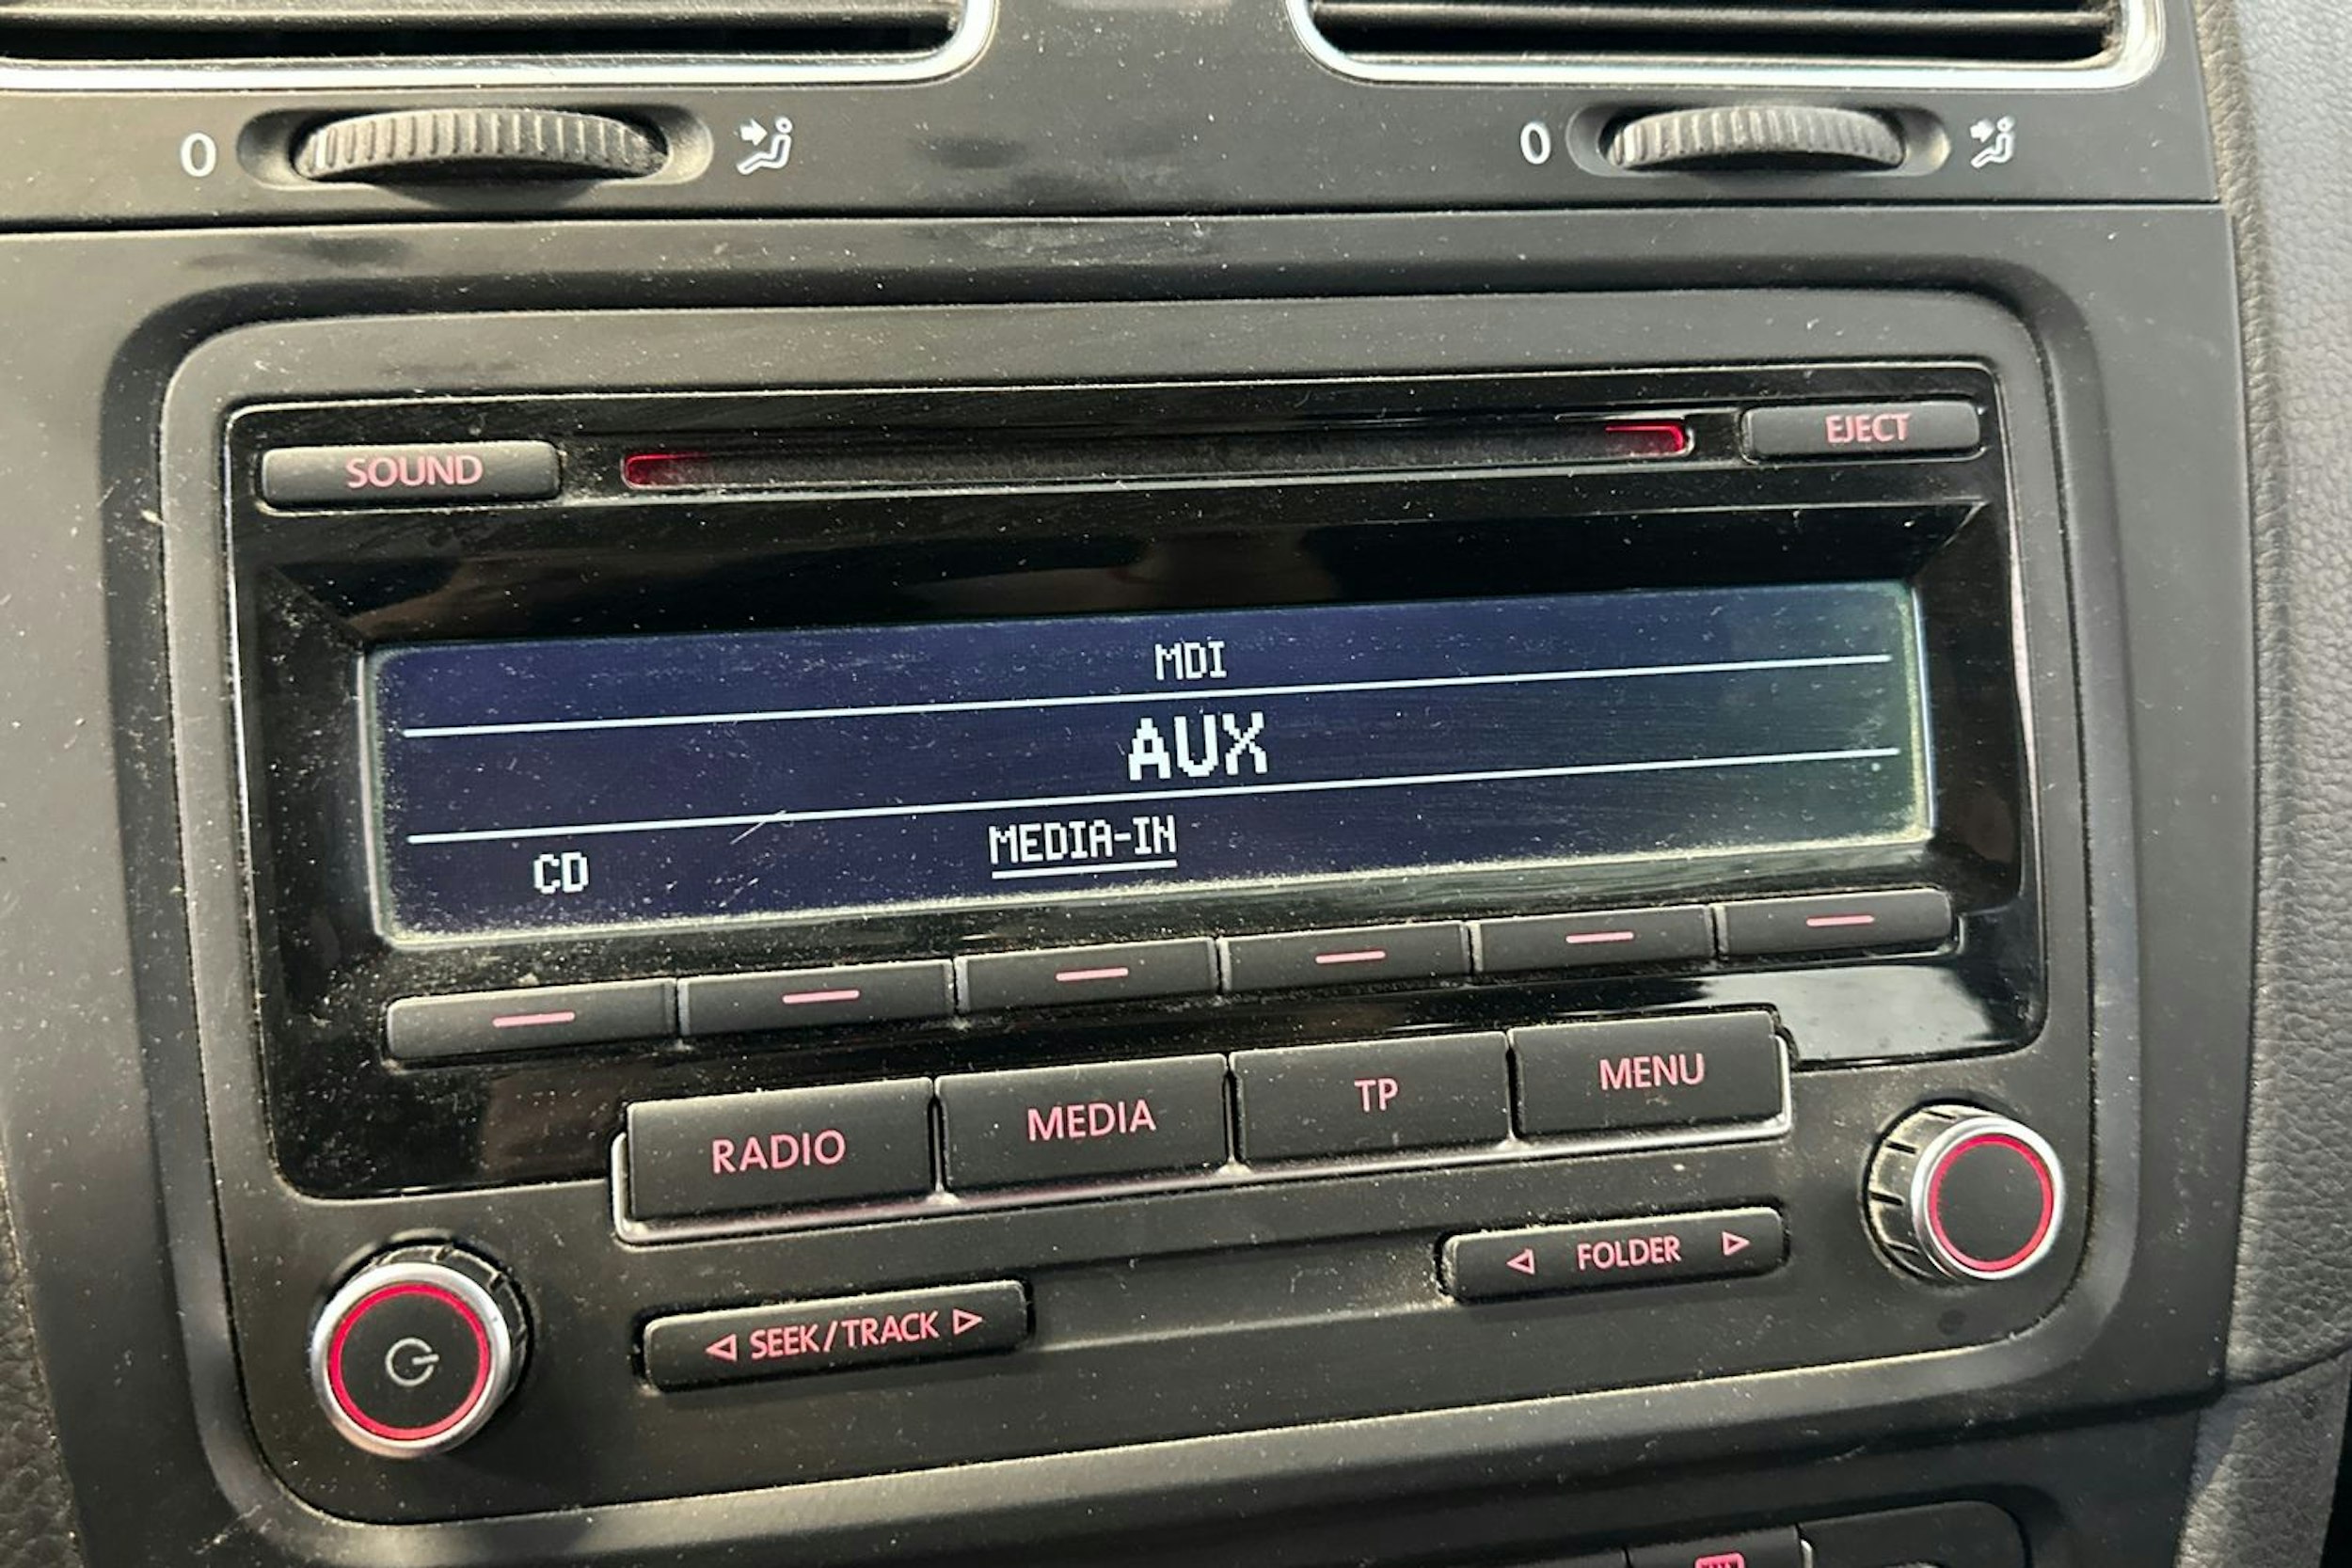 0
0
SOUND
EJECT
MDI
AUX
CD
MEDIA-IN
RADIO
MEDIA
TP
MENU
SEEK/TRACK
FOLDER